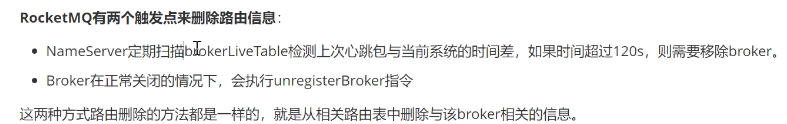 RocketMQ有两个触发点来删除路由信息：
NameServer定期扫描brokerLiveTable检测上次心跳包与当前系统的时间差，如果时间超过120s，则需要移除broker。
Broker在正常关闭的情况下，会执行unregisterBroker指令
这两种方式路由删除的方法都是一样的，就是从相关路由表中删除与该broker相关的信息。